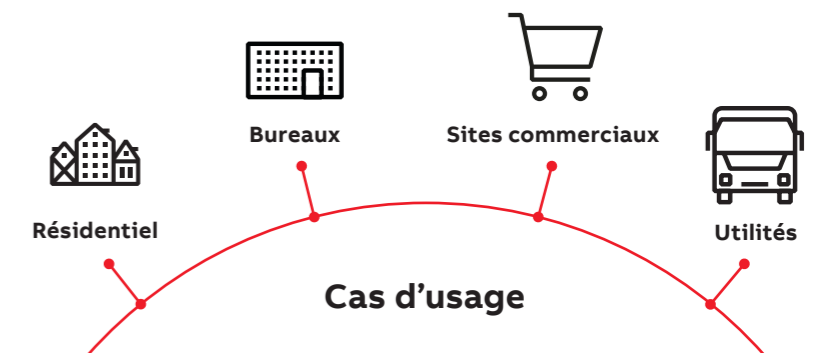 Bureaux
Sites commerciaux
Résidentiel
Utilités
Cas d'usage